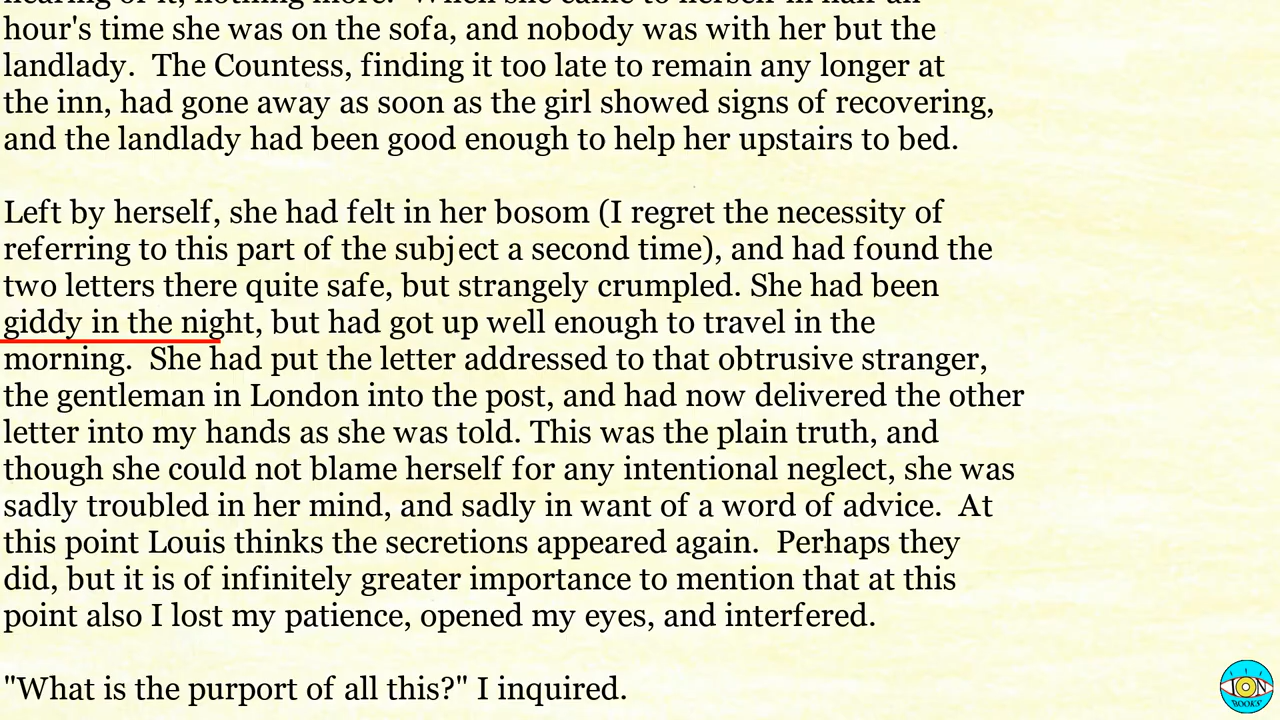 hour's time she was on the sofa, and nobody was with her but the
landlady.  The Countess, finding it too late to remain any longer at
the inn, had gone away as soon as the girl showed signs of recovering,
and the landlady had been good enough to help her upstairs to bed.
Left by herself, she had felt in her bosom (I regret the necessity of
referring to this part of the subject a second time), and had found the
two letters there quite safe, but strangely crumpled. She had been
giddy in the night, but had got up well enough to travel in the
morning.  She had put the letter addressed to that obtrusive stranger,
the gentleman in London into the post, and had now delivered the other
letter into my hands as she was told. This was the plain truth, and
though she could not blame herself for any intentional neglect, she was
sadly troubled in her mind, and sadly in want of a word of advice.  At
this point Louis thinks the secretions appeared again.  Perhaps they
did, but it is of infinitely greater importance to mention that at this
point also I lost my patience, opened my eyes, and interfered.
"What is the purport of all this?" I inquired.
ION
BOOKS